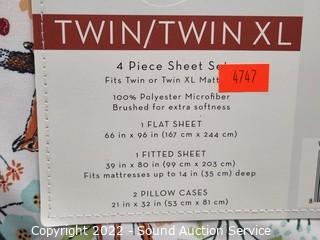 TWIN/TWIN XL
4 Piece Sheet Set
Fits Twin or Twin XL
4747
100% Polyester Microfiber
Brushed for extra softness
1 FLAT SHEET
66 in x 96 in (167 cm x 244 cm)
1 FITTED SHEET
39 in x 80 in (99 cm x 203 cm)
Fits mattresses up to 14 in (35 cm) deep
2 PILLOW CASES
21 in x 32 in (53 cm x 81 cm)
Copyright 2022 - Sound Auction Service